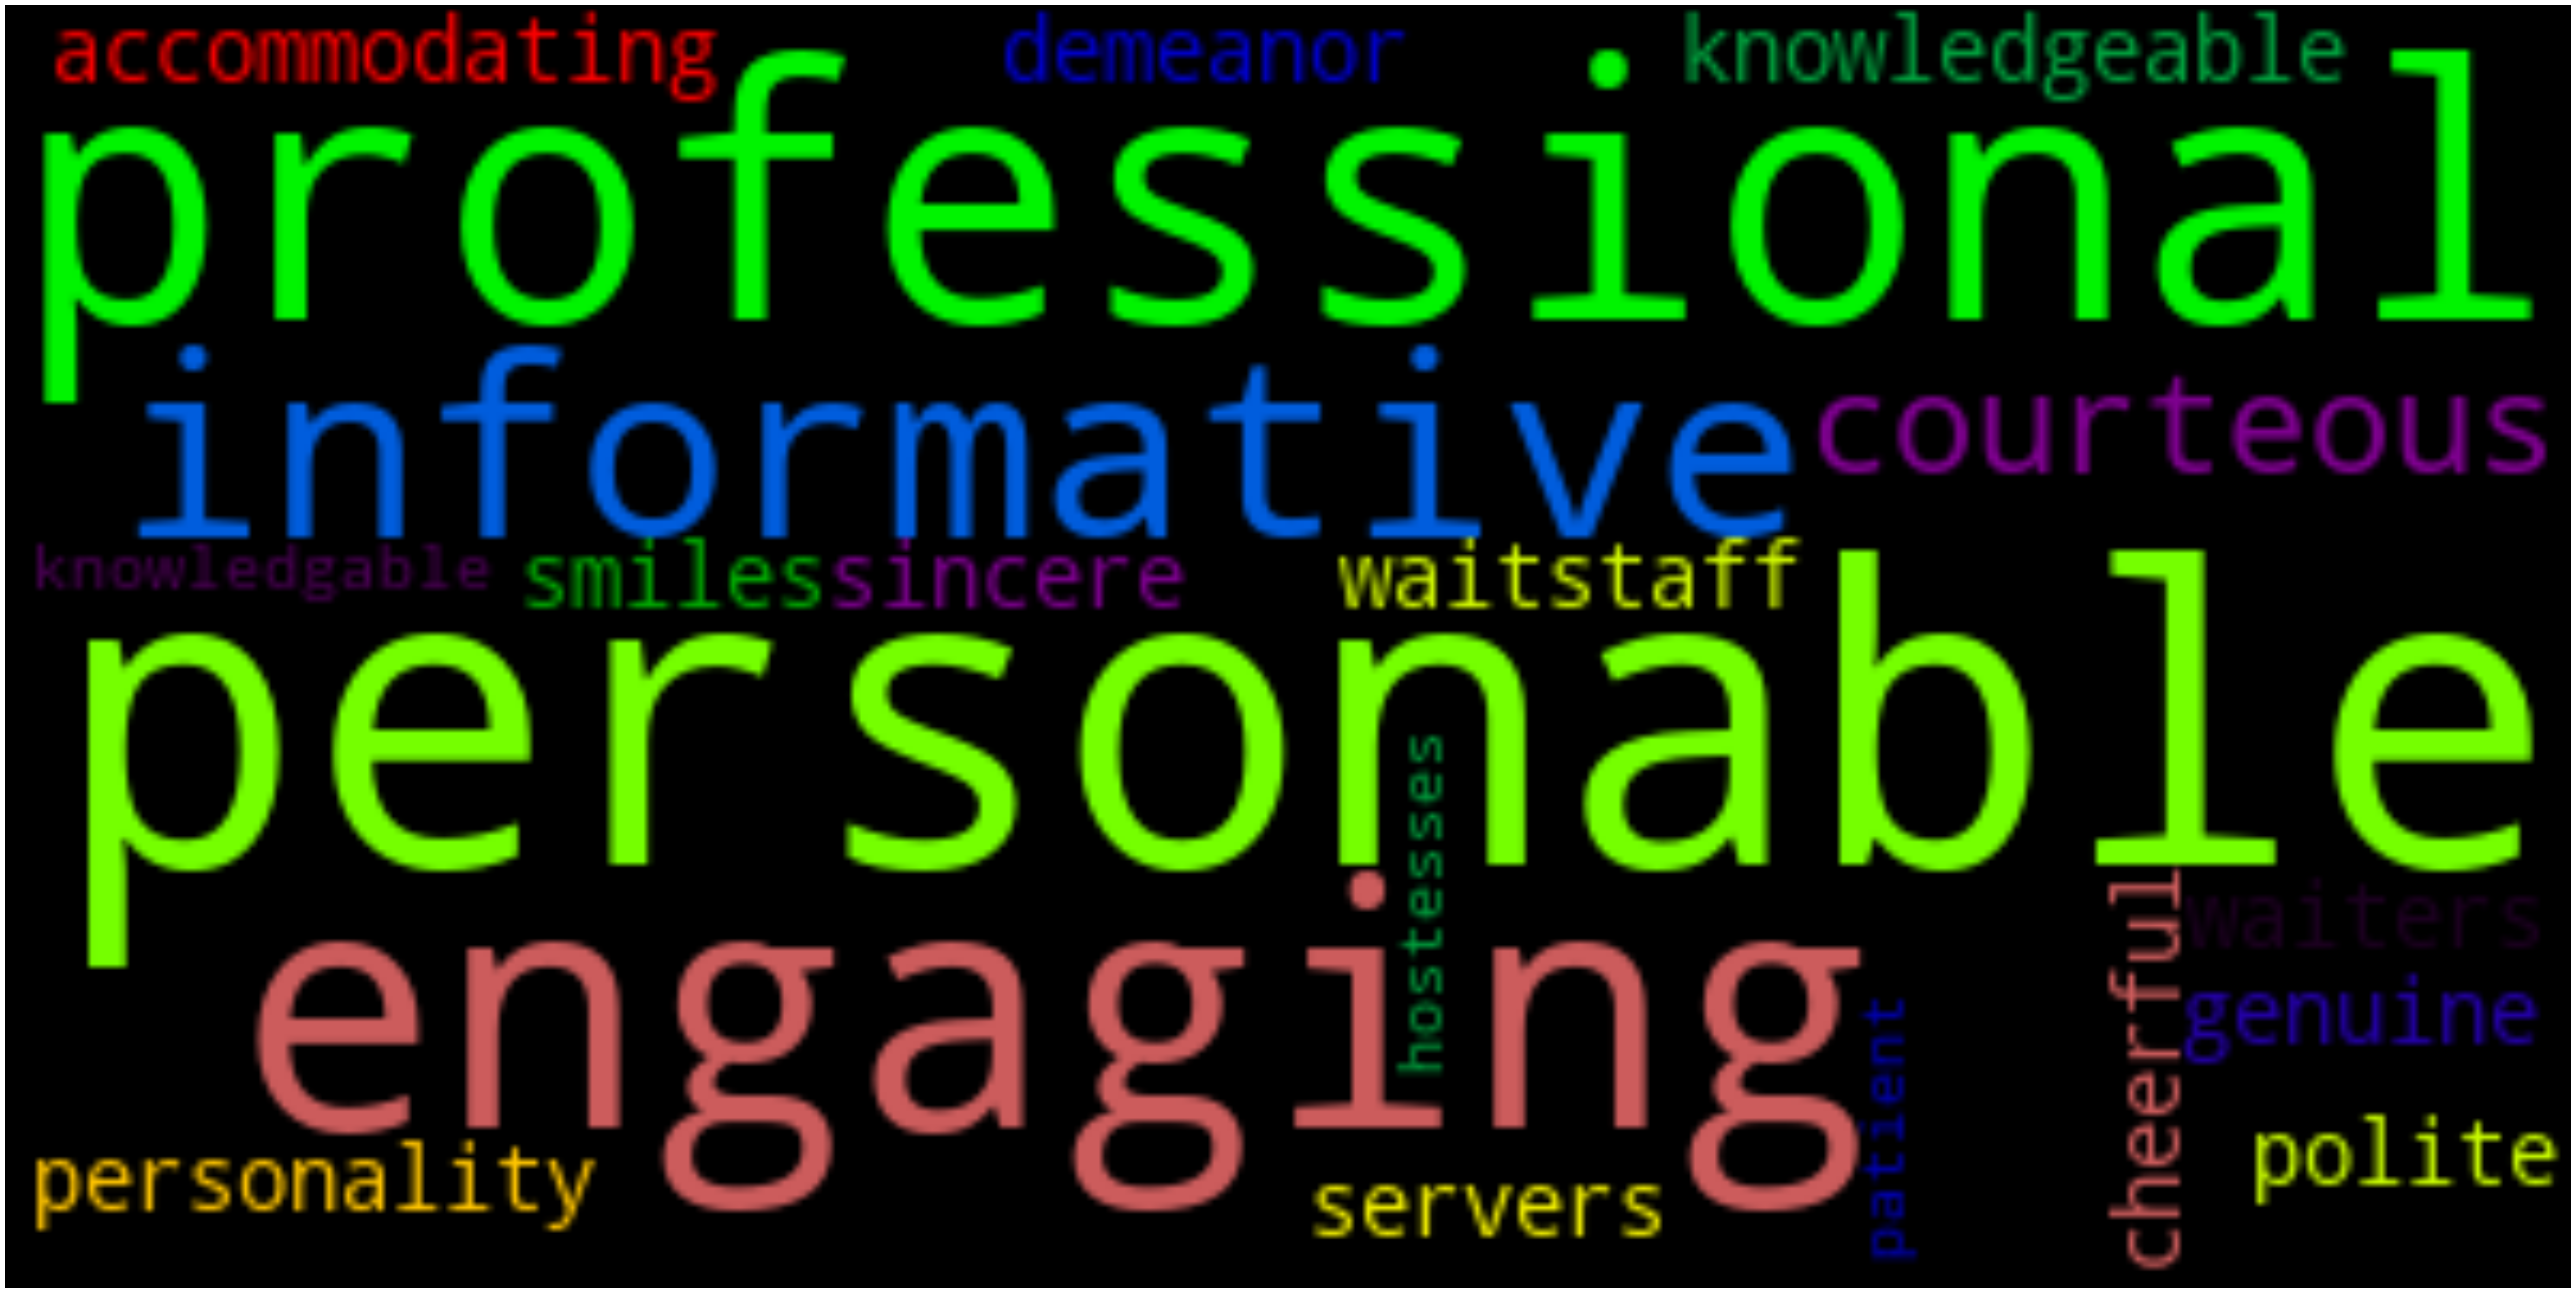 accommodating demeanor knowledgeable
professional
informative courteous
knowledgable smiles sincere waitstaff
personable
hostesses
engaging
cheerful
waiters
genuine
patient
personality servers polite